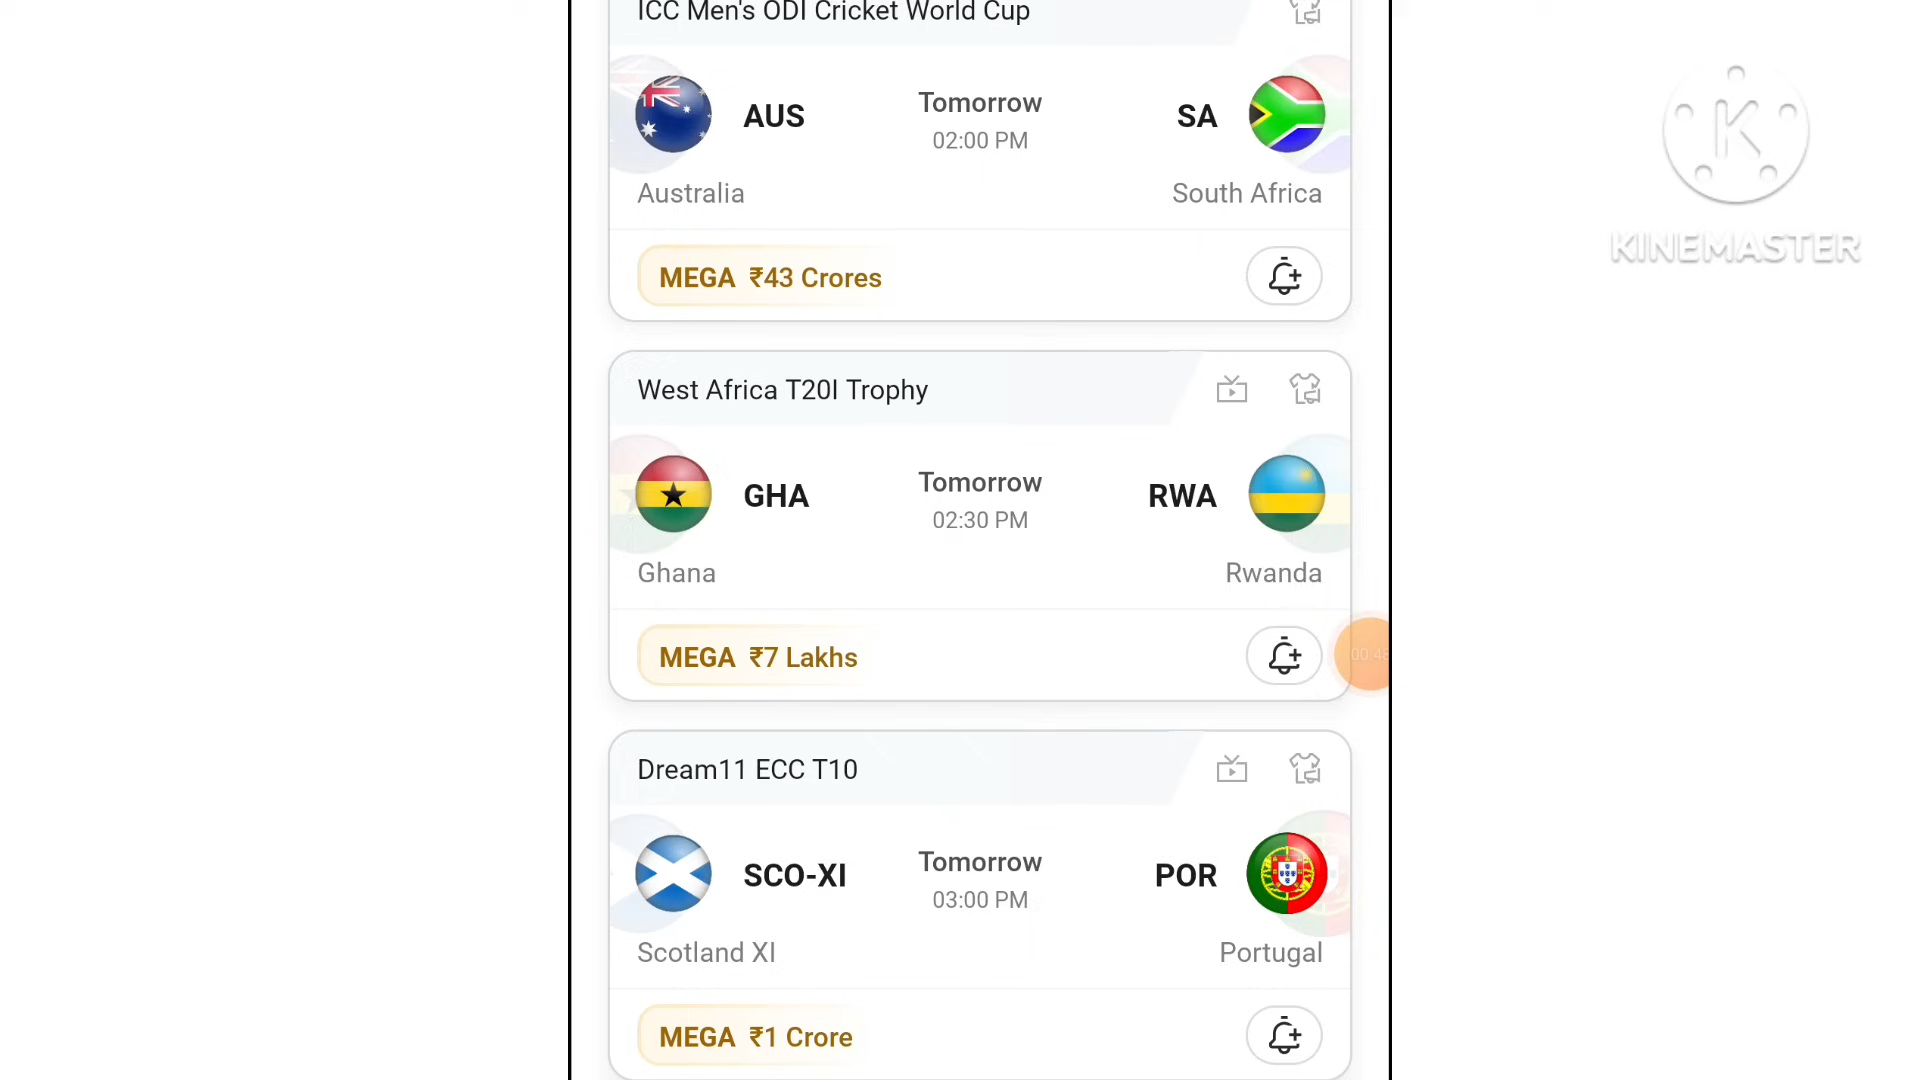 ICC Men's ODI Cricket World Cup
AUS
Tomorrow
02:00 PM
SA
Australia
South Africa
MEGA ₹43 Crores
KINEMASTER
West Africa T20I Trophy
GHA
Tomorrow
02:30 PM
RWA
Ghana
Rwanda
MEGA ₹7 Lakhs
00:48
Dream11 ECC T10
SCO-XI
Tomorrow
03:00 PM
POR
Scotland XI
Portugal
MEGA ₹1 Crore